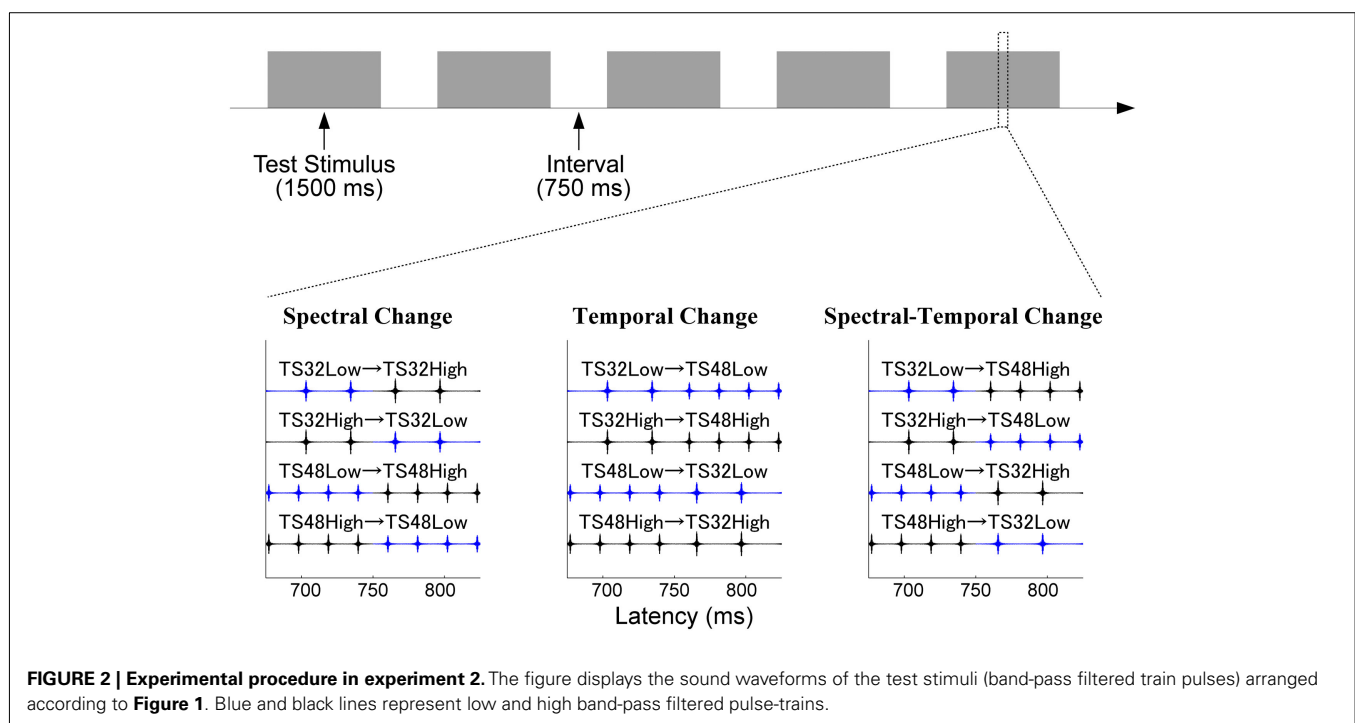 Test Stimulus
(1500 ms)
Interval
(750 ms)
Spectral Change
TS32Low→TS32High
TS32High→TS32Low
TS48Low→TS48High
TS48High→TS48Low
700 750 800
Temporal Change
TS32Low→TS48Low
TS32High→TS48High
TS48Low→TS32Low
TS48High→TS32High
700 750 800
Spectral-Temporal Change
TS32Low→TS48High
TS32High→TS48Low
TS48Low→TS32High
TS48High→TS32Low
700 750 800
Latency (ms)
FIGURE 2 | Experimental procedure in experiment 2. The figure displays the sound waveforms of the test stimuli (band-pass filtered train pulses) arranged
according to Figure 1. Blue and black lines represent low and high band-pass filtered pulse-trains.